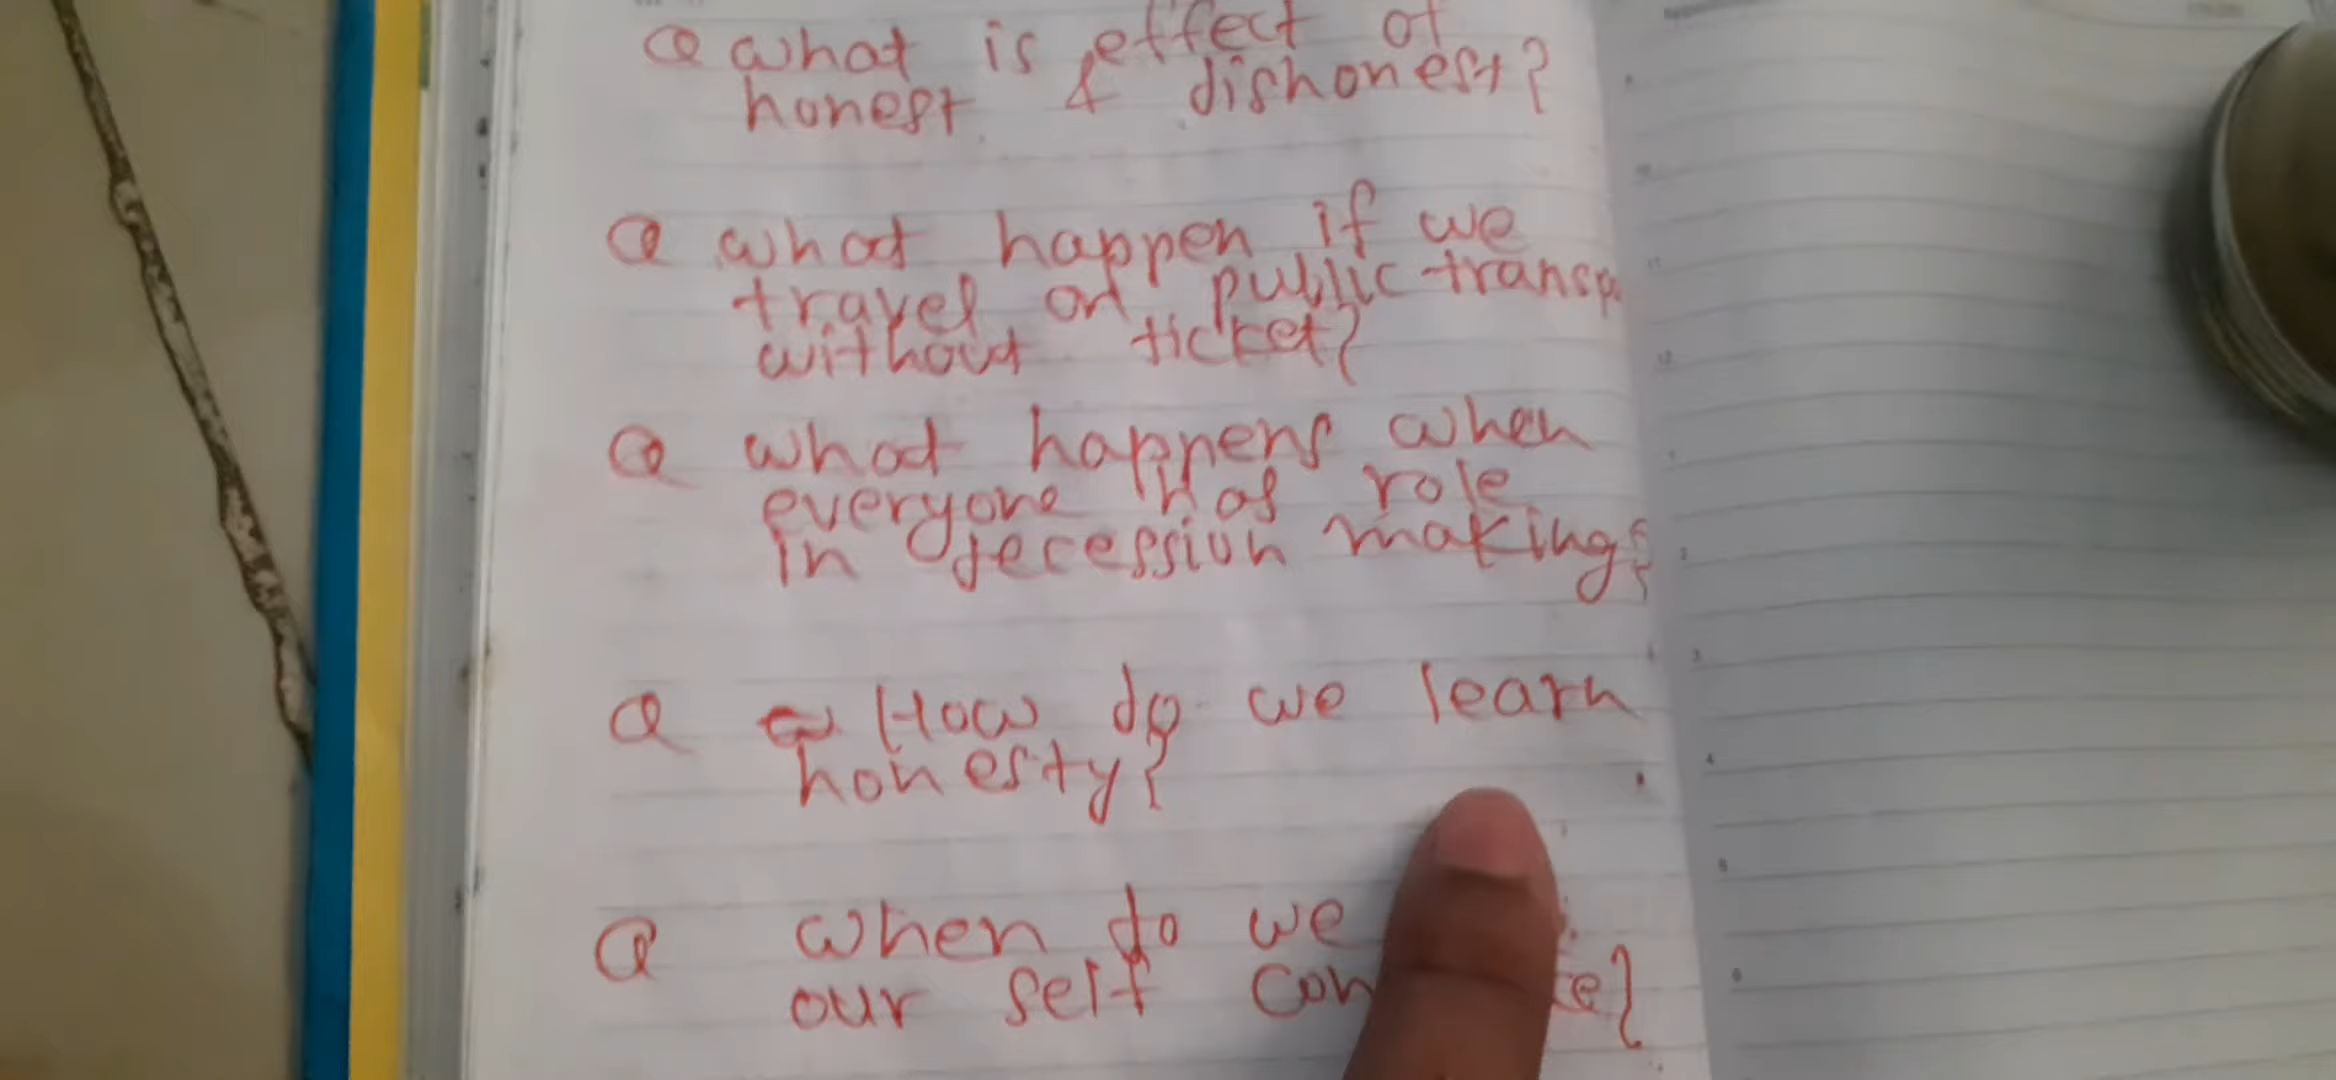 Q what is effect of
honest & dishonest?
Q what happen if we
travel on public transp
without ticket?
Q what happens when
everyone has role
in decession making?
Q How do we learn
honesty?
Q when do we
our self